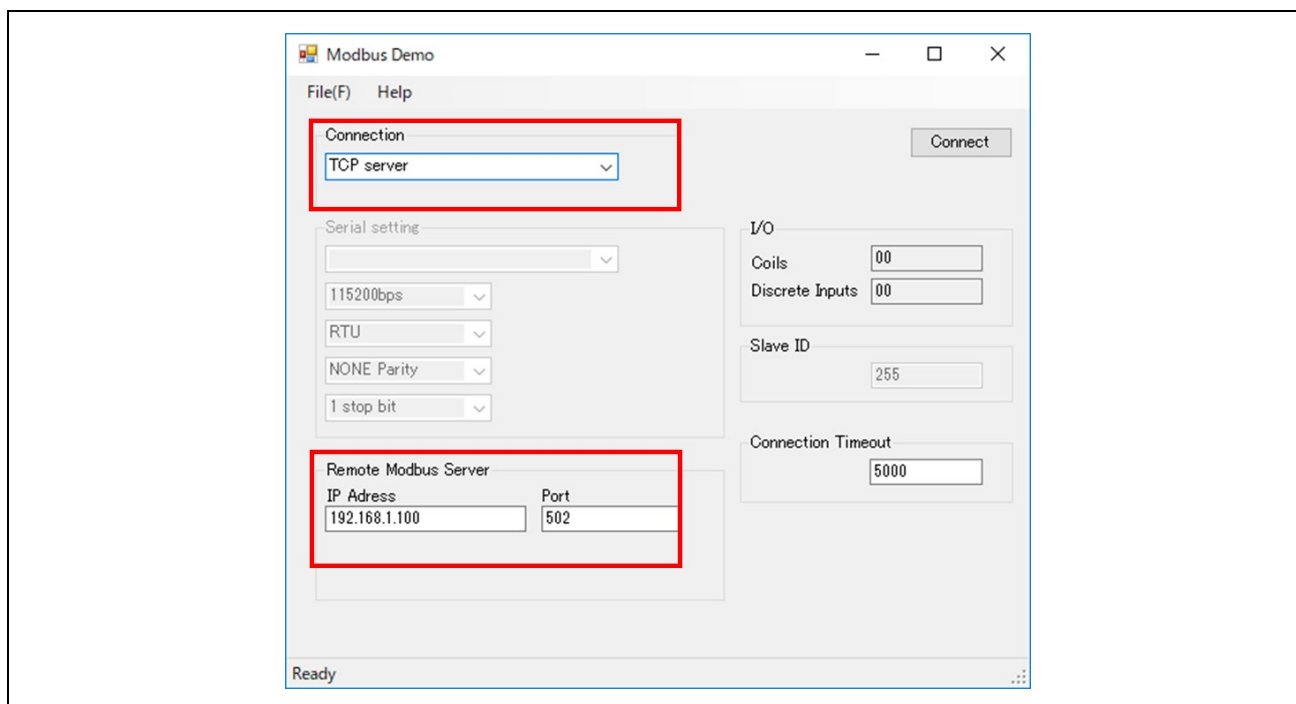 Modbus Demo
File(F) Help
Connection
TCP server
Connect
Serial setting
115200bps
RTU
NONE Parity
1 stop bit
I/O
Coils 00
Discrete Inputs 00
Slave ID
255
Connection Timeout
5000
Remote Modbus Server
IP Adress Port
192.168.1.100 502
Ready